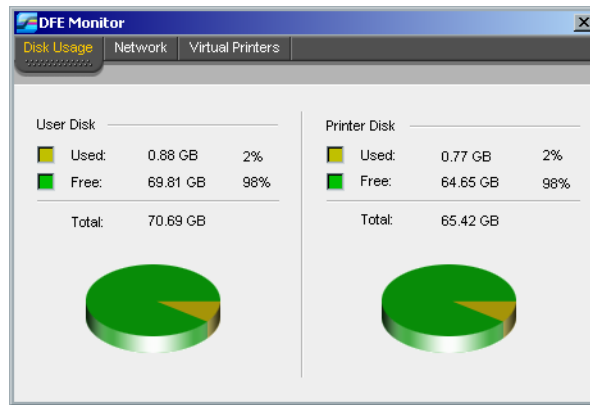 DFE Monitor
Disk Usage Network Virtual Printers
User Disk
Used: 0.88 GB 2%
Free: 69.81 GB 98%
Total: 70.69 GB
Printer Disk
Used: 0.77 GB 2%
Free: 64.65 GB 98%
Total: 65.42 GB